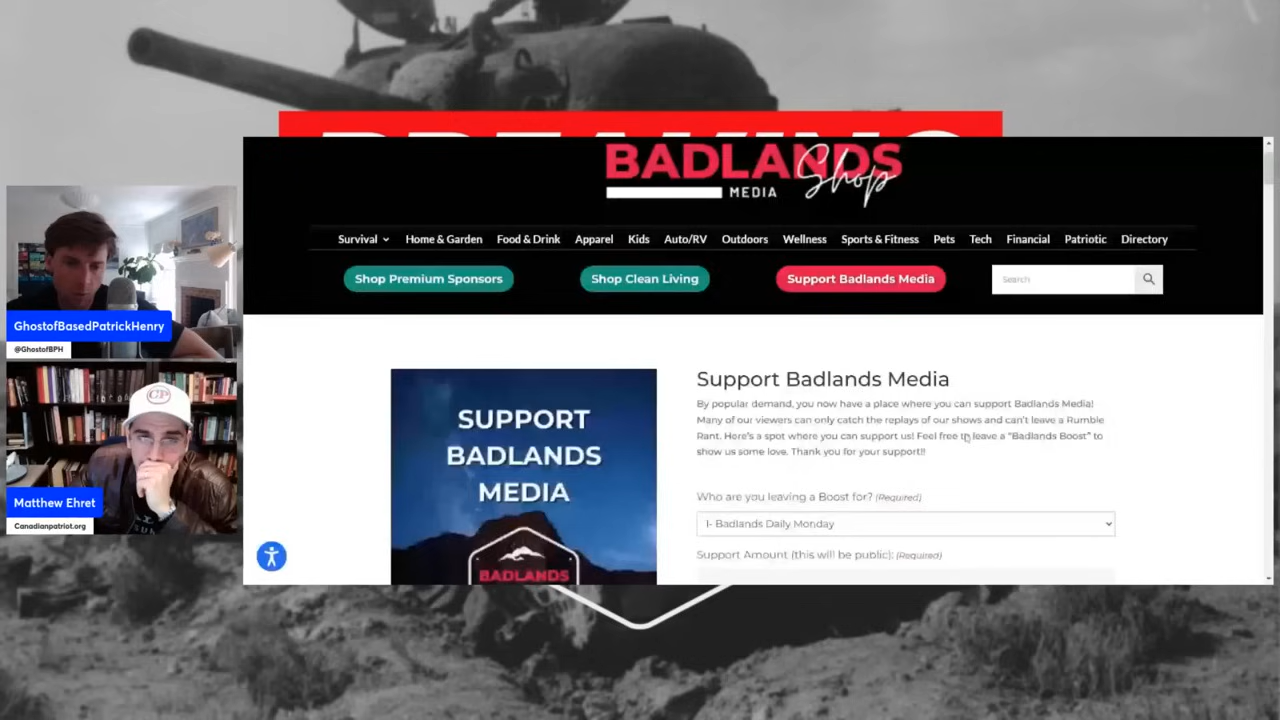 BREAKING
BADLANDS
MEDIA Shop
Survival Home & Garden Food & Drink Apparel Kids Auto/RV Outdoors Wellness Sports & Fitness Pets Tech Financial Patriotic Directory
Shop Premium Sponsors Shop Clean Living Support Badlands Media Search
GhostofBasedPatrickHenry
@GhostofBPH
CP
Matthew Ehret
Canadianpatriot.org
SUPPORT
BADLANDS
MEDIA
BADLANDS
Support Badlands Media
By popular demand, you now have a place where you can support Badlands Media!
Many of our viewers can only catch the replays of our shows and can't leave a Rumble
Rant. Here's a spot where you can support us! Feel free to leave a "Badlands Boost" to
show us some love. Thank you for your support!!
Who are you leaving a Boost for? (Required)
I- Badlands Daily Monday
Support Amount (this will be public): (Required)